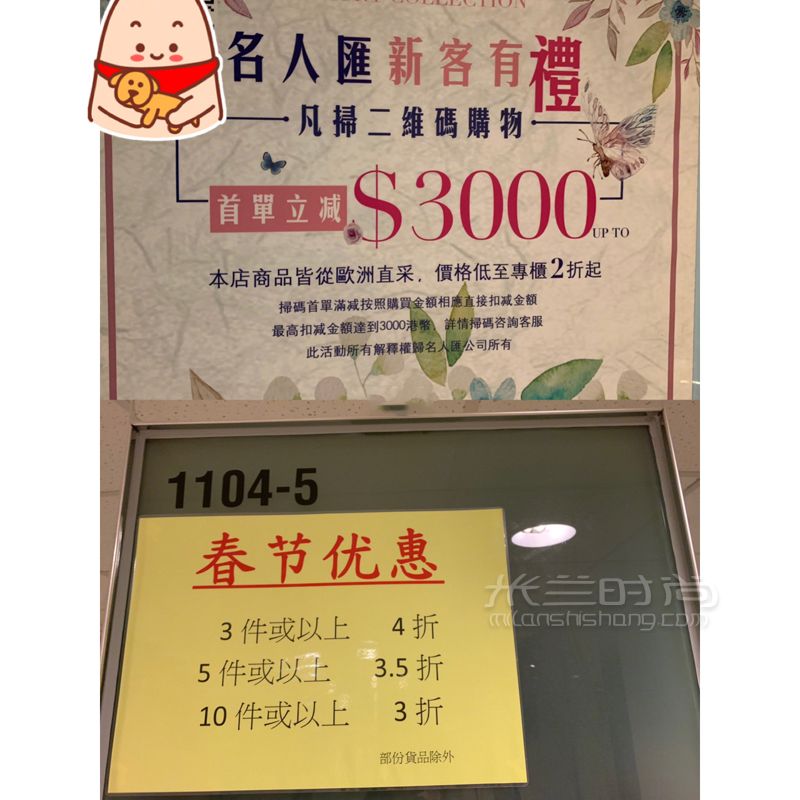 名人匯 新客有禮
凡掃二維碼購物
首單立减 $3000 UP TO
本店商品皆從歐洲直采，價格低至專櫃2折起
掃碼首單滿减按照購買金額相應直接扣减金額
最高扣减金額達到3000港幣，詳情掃碼咨詢客服
此活動所有解釋權歸名人匯公司所有
1104-5
春节优惠
3 件或以上 4 折
5 件或以上 3.5 折
10 件或以上 3 折
部份貨品除外
米兰时尚
milanshishang.com